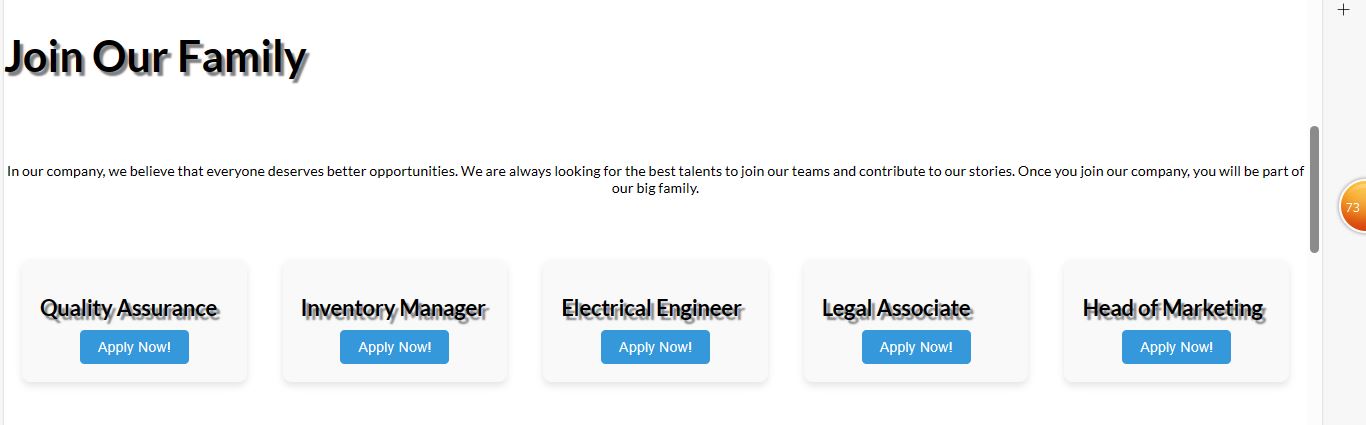 Join Our Family
In our company, we believe that everyone deserves better opportunities. We are always looking for the best talents to join our teams and contribute to our stories. Once you join our company, you will be part of
our big family.
Quality Assurance
Apply Now!
Inventory Manager
Apply Now!
Electrical Engineer
Apply Now!
Legal Associate
Apply Now!
Head of Marketing
Apply Now!
73